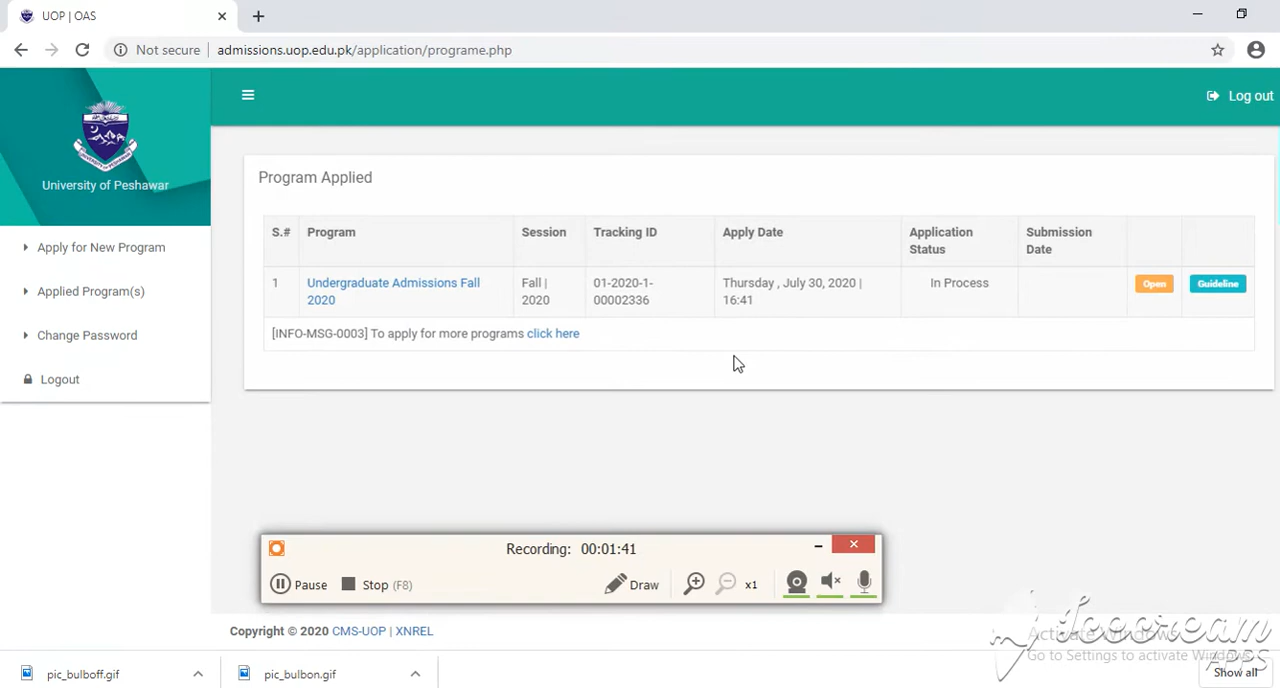 UOP | OAS
Not secure | admissions.uop.edu.pk/application/programe.php
University of Peshawar
Log out
Apply for New Program
Applied Program(s)
Change Password
Logout
Program Applied
S.# Program Session Tracking ID Apply Date Application Status Submission Date
1 Undergraduate Admissions Fall 2020 Fall | 2020 01-2020-1-00002336 Thursday , July 30, 2020 | 16:41 In Process Open Guideline
[INFO-MSG-0003] To apply for more programs click here
Recording: 00:01:41
Pause Stop (F8) Draw x1
Copyright © 2020 CMS-UOP | XNREL
Activate Windows
Go to Settings to activate Windows.
APPS
pic_bulboff.gif
pic_bulbon.gif
Show all